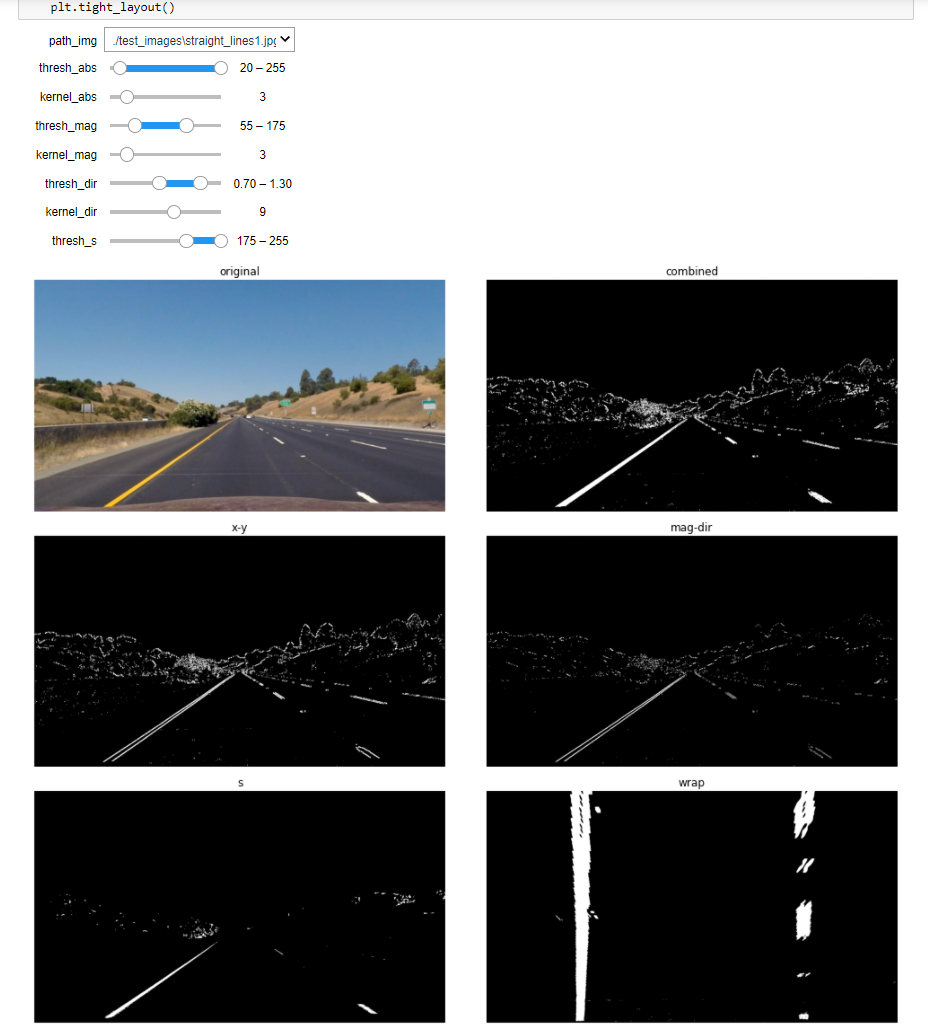 plt.tight_layout()
path_img ./test_images\straight_lines1.jpg
thresh_abs 20 – 255
kernel_abs 3
thresh_mag 55 – 175
kernel_mag 3
thresh_dir 0.70 – 1.30
kernel_dir 9
thresh_s 175 – 255
original combined
x-y mag-dir
s wrap